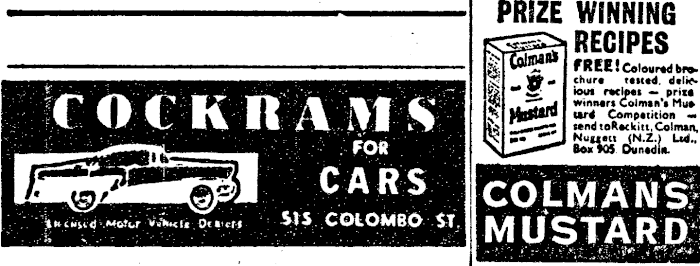 COCKRAMS
FOR
CARS
Licensed Motor Vehicle Dealers
515 COLOMBO ST
PRIZE WINNING
RECIPES
Colman's
Mustard
FREE! Coloured bro-
chure tested, delic-
ious recipes — prize
winners Colman's Mus
tard Competition —
send to Reckitt, Colman,
Nuggett (N.Z.) Ltd.,
Box 905 Dunedin.
COLMAN'S
MUSTARD